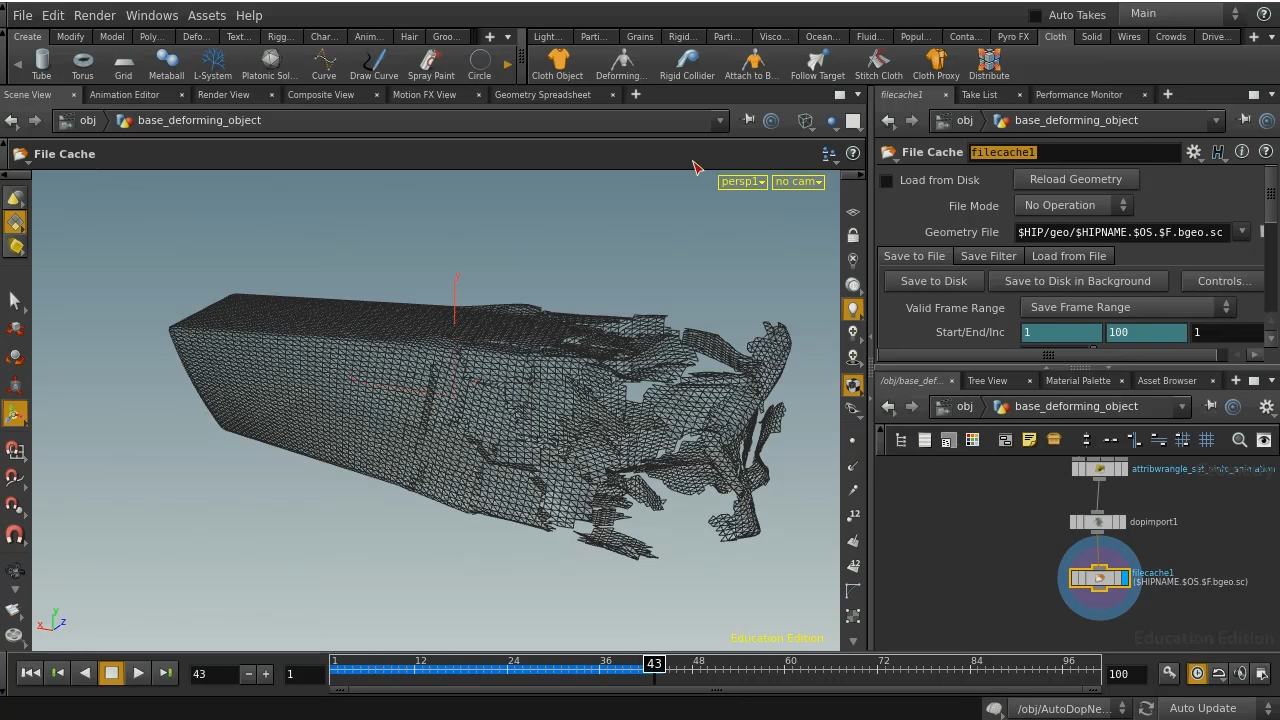 File Edit Render Windows Assets Help Auto Takes Main
Create Modify Model Poly... Defo... Text... Rigg... Char... Anim... Hair Groo... Light... Parti... Grains Rigid... Parti... Visco... Ocean... Fluid... Popul... Conta... Pyro FX Cloth Solid Wires Crowds Drive...
Tube Torus Grid Metaball L-System Platonic Sol... Curve Draw Curve Spray Paint Circle Cloth Object Deforming... Rigid Collider Attach to B... Follow Target Stitch Cloth Cloth Proxy Distribute
Scene View Animation Editor Render View Composite View Motion FX View Geometry Spreadsheet filecache1 Take List Performance Monitor
obj base_deforming_object obj base_deforming_object
File Cache File Cache filecache1
persp1 no cam
Load from Disk Reload Geometry
File Mode No Operation
Geometry File $HIP/geo/$HIPNAME.$OS.$F.bgeo.sc
Save to File Save Filter Load from File
Save to Disk Save to Disk in Background Controls...
Valid Frame Range Save Frame Range
Start/End/Inc 1 100 1
y
/obj/base_def... Tree View Material Palette Asset Browser
obj base_deforming_object
dopimport1
filecache1
($HIPNAME.$OS.$F.bgeo.sc)
12
12
y
x z
Education Edition Education Edition
43 1 1 12 24 36 43 48 60 72 84 96 100
/obj/AutoDopNe... Auto Update